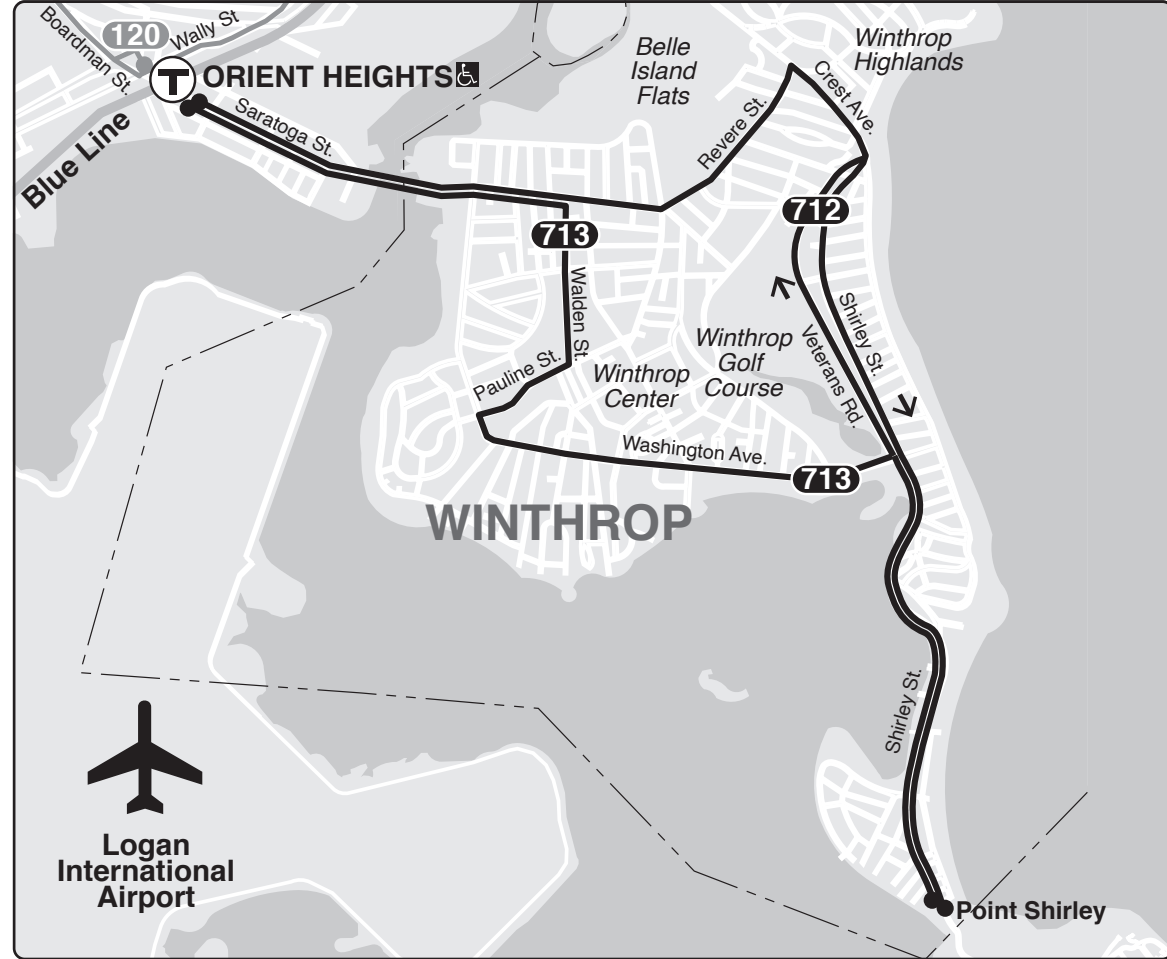 Boardman St.
120
Wally St
T
ORIENT HEIGHTS
Saratoga St.
Blue Line
Belle
Island
Flats
Winthrop
Highlands
Crest Ave.
Revere St.
712
713
Walden St.
Shirley St.
Veterans Rd.
Winthrop
Golf
Course
Winthrop
Center
Pauline St.
Washington Ave.
713
WINTHROP
Shirley St.
Logan
International
Airport
Point Shirley